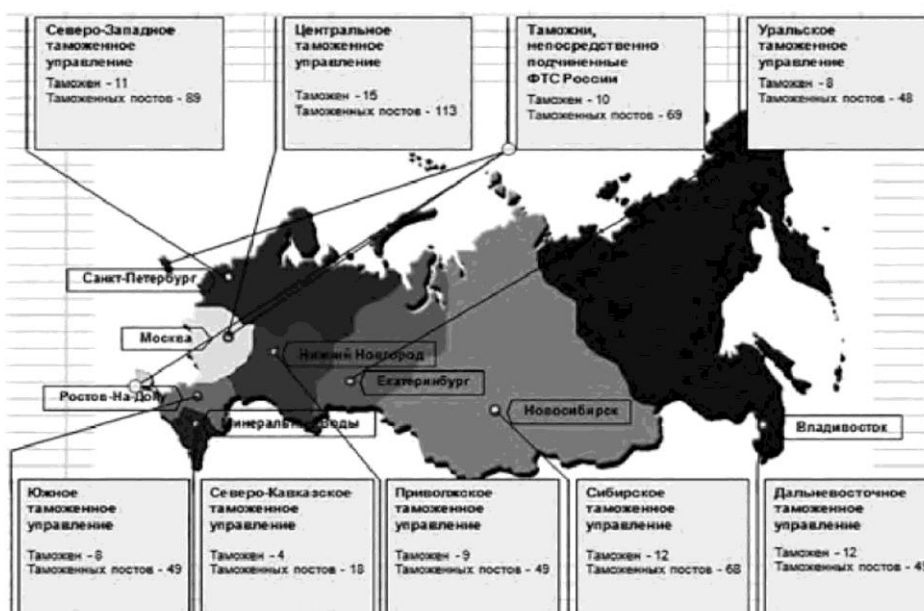 Северо-Западное
таможенное
управление
Таможен - 11
Таможенных постов - 89
Центральное
таможенное
управление
Таможен - 15
Таможенных постов - 113
Таможни,
непосредственно
подчиненные
ФТС России
Таможен - 10
Таможенных постов - 69
Уральское
таможенное
управление
Таможен - 8
Таможенных постов - 48
Санкт-Петербург
Москва
Нижний Новгород
Екатеринбург
Ростов-На-Дону
Новосибирск
Минеральные Воды
Владивосток
Южное
таможенное
управление
Таможен - 8
Таможенных постов - 49
Северо-Кавказское
таможенное
управление
Таможен - 4
Таможенных постов - 18
Приволжское
таможенное
управление
Таможен - 9
Таможенных постов - 49
Сибирское
таможенное
управление
Таможен - 12
Таможенных постов - 68
Дальневосточное
таможенное
управление
Таможен - 12
Таможенных постов -